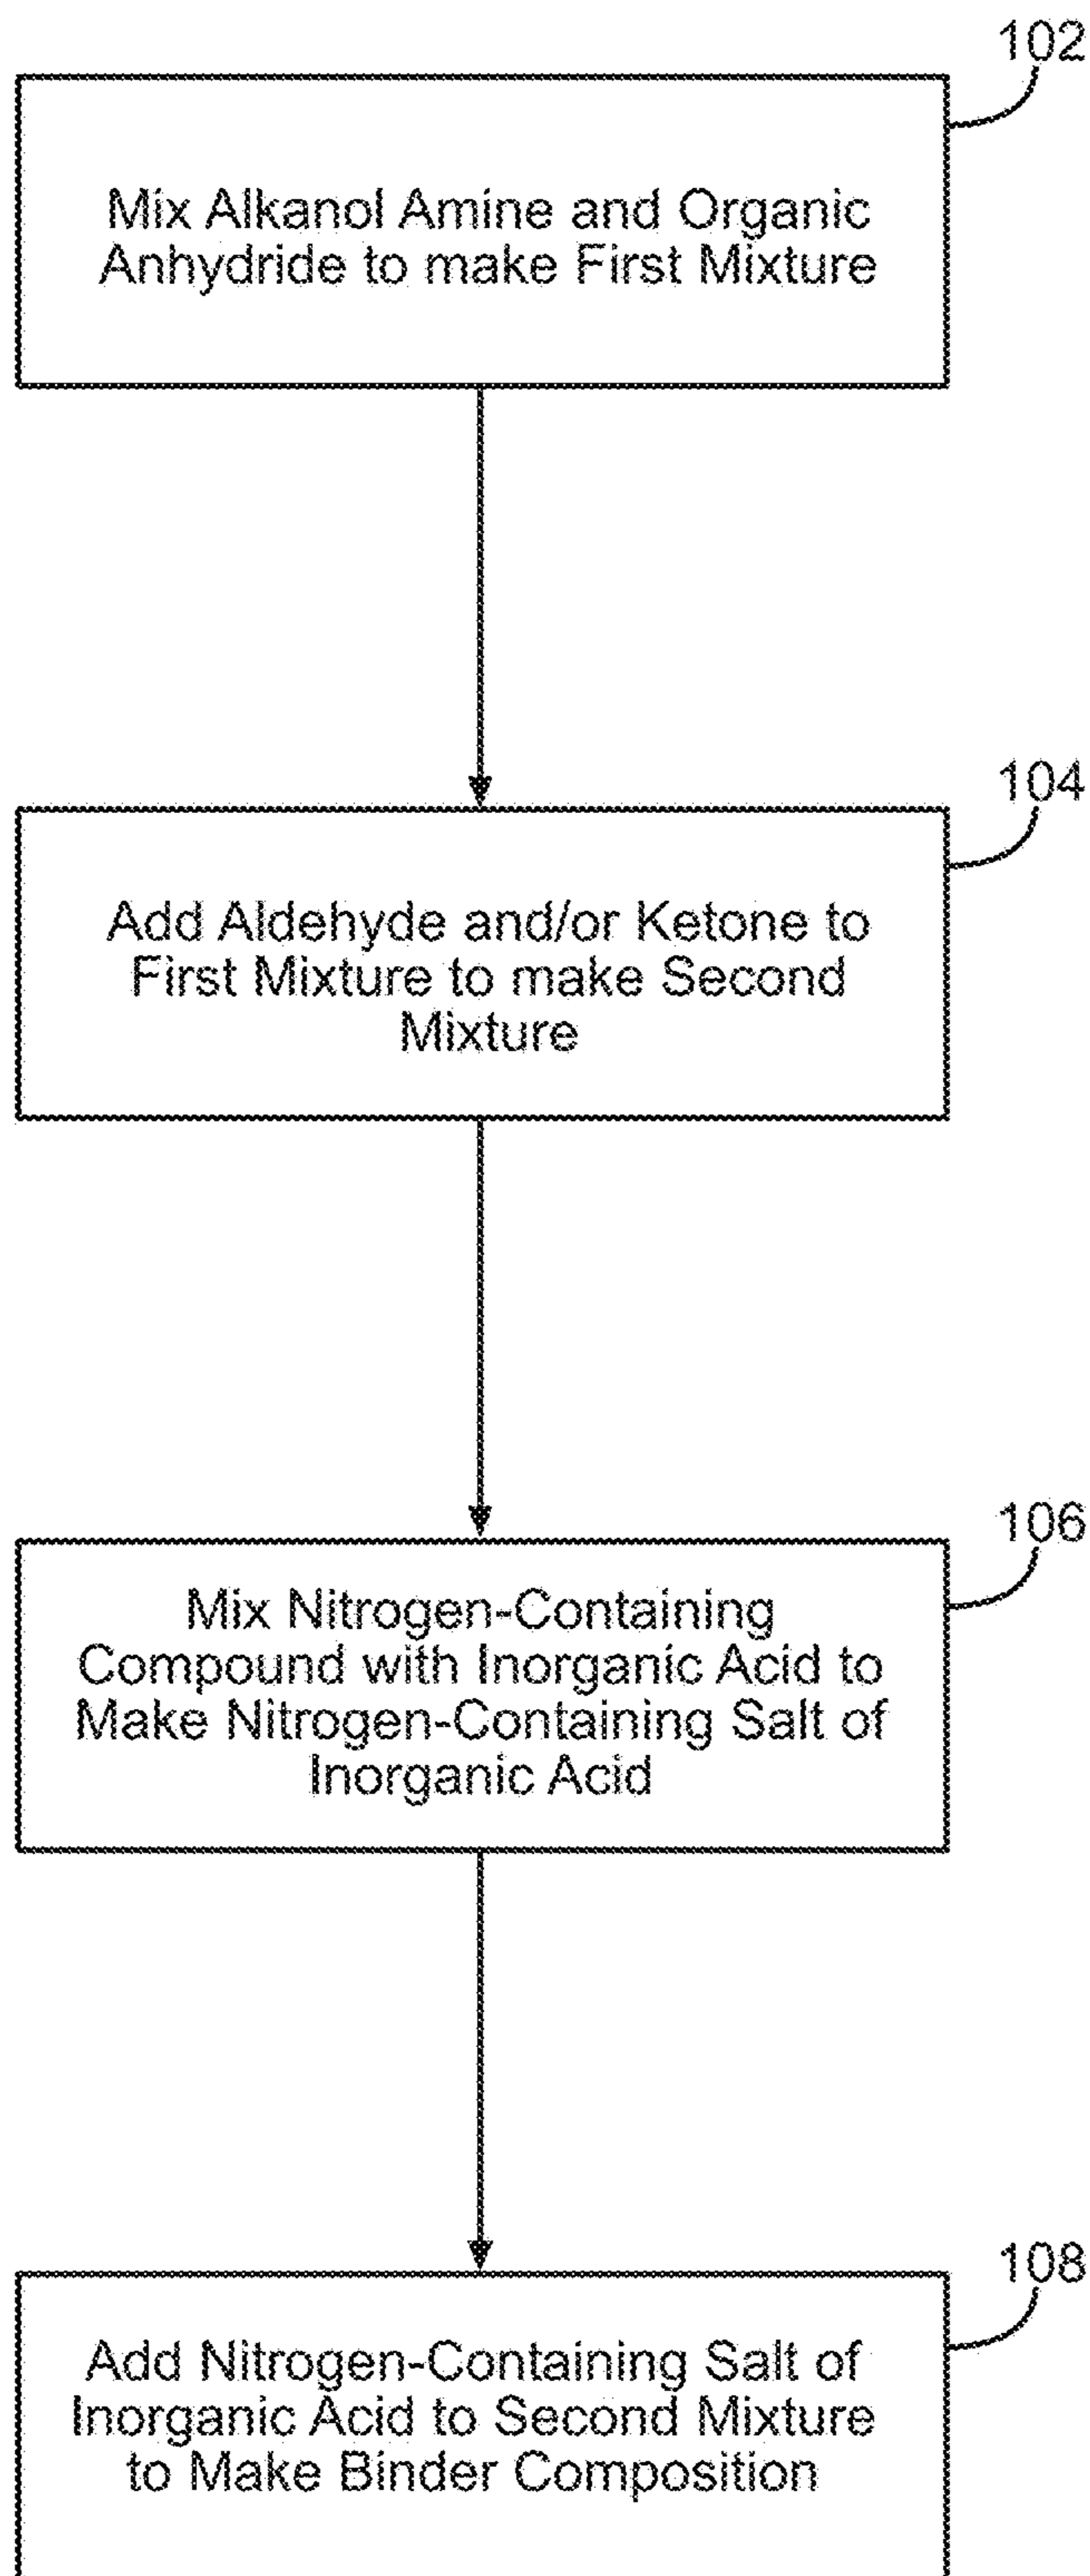 102
Mix Alkanol Amine and Organic
Anhydride to make First Mixture
104
Add Aldehyde and/or Ketone to
First Mixture to make Second
Mixture
106
Mix Nitrogen-Containing
Compound with Inorganic Acid to
Make Nitrogen-Containing Salt of
Inorganic Acid
108
Add Nitrogen-Containing Salt of
Inorganic Acid to Second Mixture
to Make Binder Composition